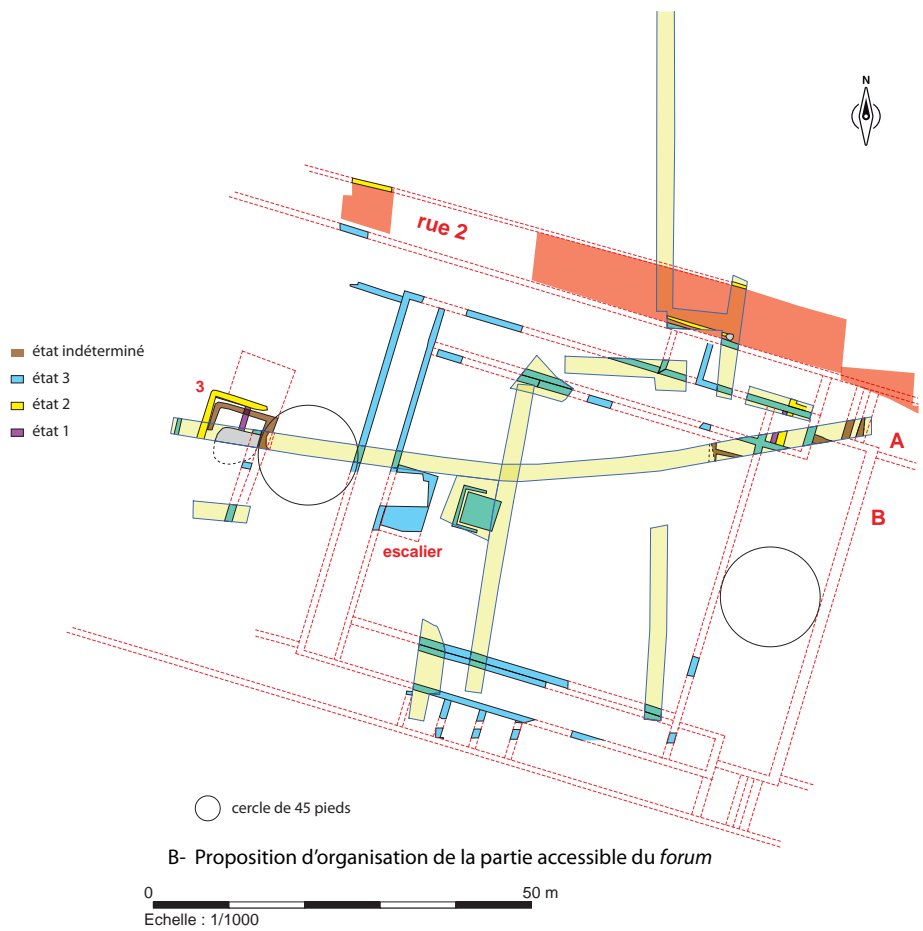 N
rue 2
état indéterminé
état 3
état 2
état 1
3
A
B
escalier
cercle de 45 pieds
B- Proposition d'organisation de la partie accessible du forum
0 50 m
Echelle : 1/1000